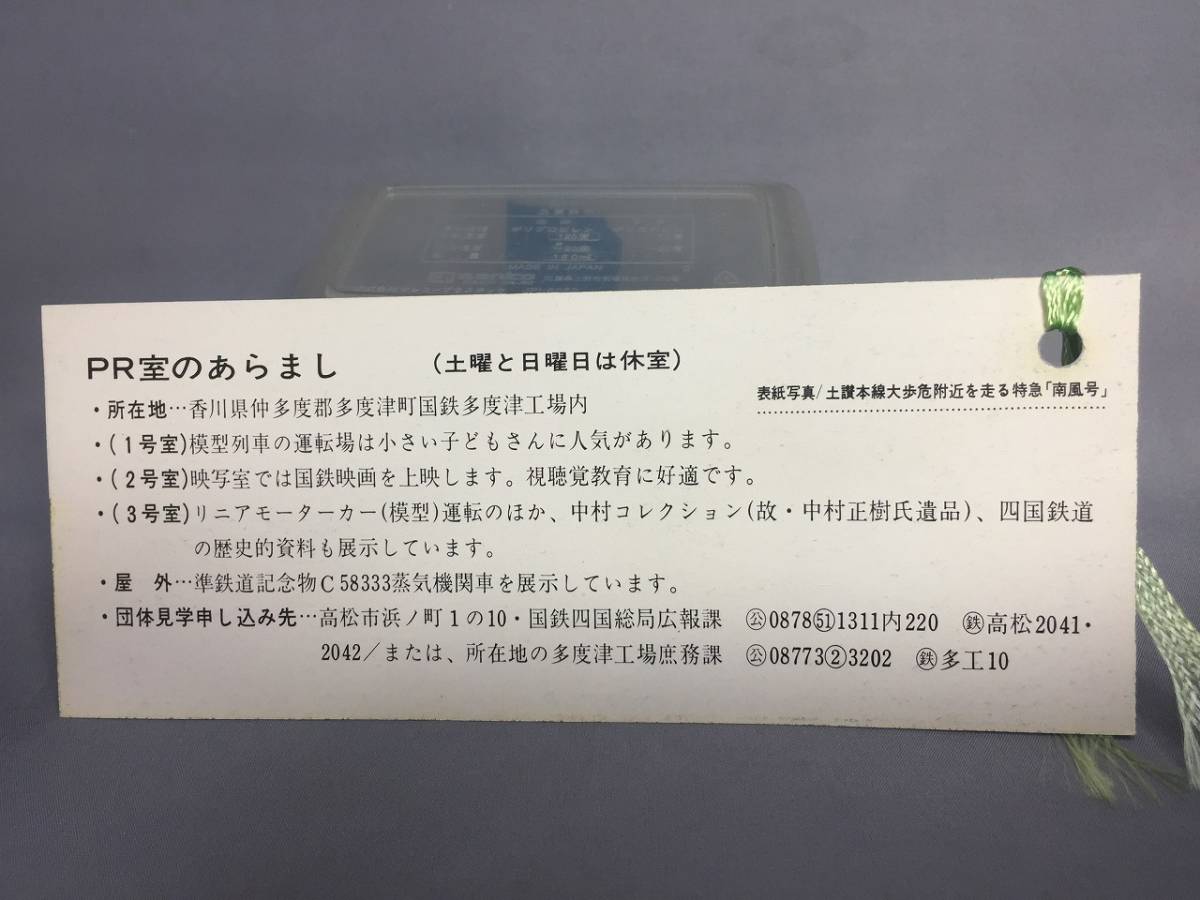 MADE IN JAPAN
PR室のあらまし （土曜と日曜日は休室）
表紙写真/土讃本線大歩危附近を走る特急「南風号」
・所在地…香川県仲多度郡多度津町国鉄多度津工場内
・(1号室)模型列車の運転場は小さい子どもさんに人気があります。
・(2号室)映写室では国鉄映画を上映します。視聴覚教育に好適です。
・(3号室)リニアモーターカー(模型)運転のほか、中村コレクション(故・中村正樹氏遺品)、四国鉄道
の歴史的資料も展示しています。
・屋　外…準鉄道記念物C58333蒸気機関車を展示しています。
・団体見学申し込み先…高松市浜ノ町1の10・国鉄四国総局広報課 ㊡0878㊿1311内220 ㊩高松2041・
2042/または、所在地の多度津工場庶務課 ㊡08773②3202 ㊩多工10